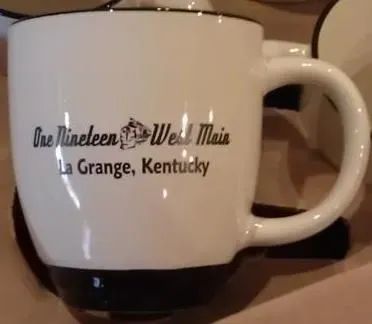 One Nineteen West Main
La Grange, Kentucky